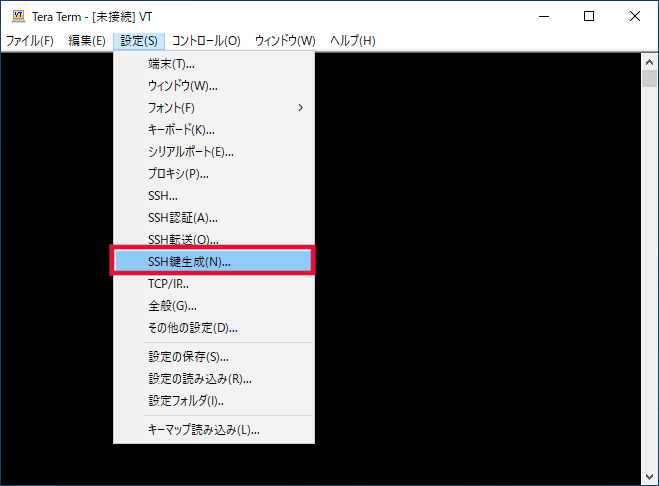 VT Tera Term - [未接続] VT
ファイル(F) 編集(E) 設定(S) コントロール(O) ウィンドウ(W) ヘルプ(H)
端末(T)...
ウィンドウ(W)...
フォント(F)
キーボード(K)...
シリアルポート(E)...
プロキシ(P)...
SSH...
SSH認証(A)...
SSH転送(O)...
SSH鍵生成(N)...
TCP/IP...
全般(G)...
その他の設定(D)...
設定の保存(S)...
設定の読み込み(R)...
設定フォルダ(I)..
キーマップ読み込み(L)...